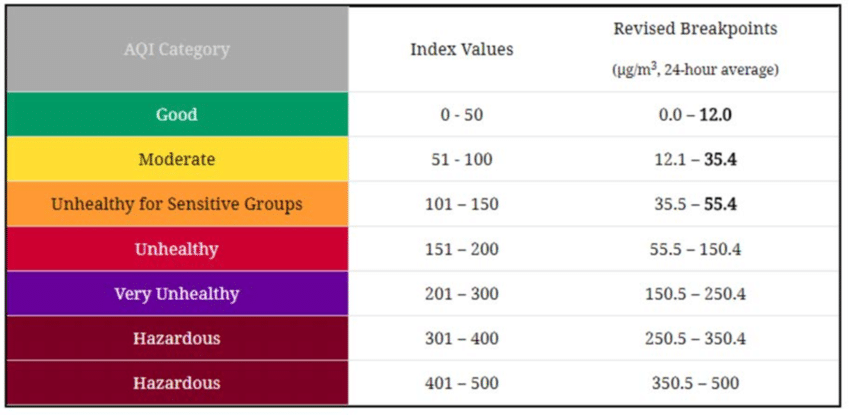 AQI Category Index Values Revised Breakpoints
(µg/m³, 24-hour average)
Good 0 - 50 0.0 – 12.0
Moderate 51 - 100 12.1 – 35.4
Unhealthy for Sensitive Groups 101 – 150 35.5 – 55.4
Unhealthy 151 – 200 55.5 – 150.4
Very Unhealthy 201 – 300 150.5 – 250.4
Hazardous 301 – 400 250.5 – 350.4
Hazardous 401 – 500 350.5 – 500